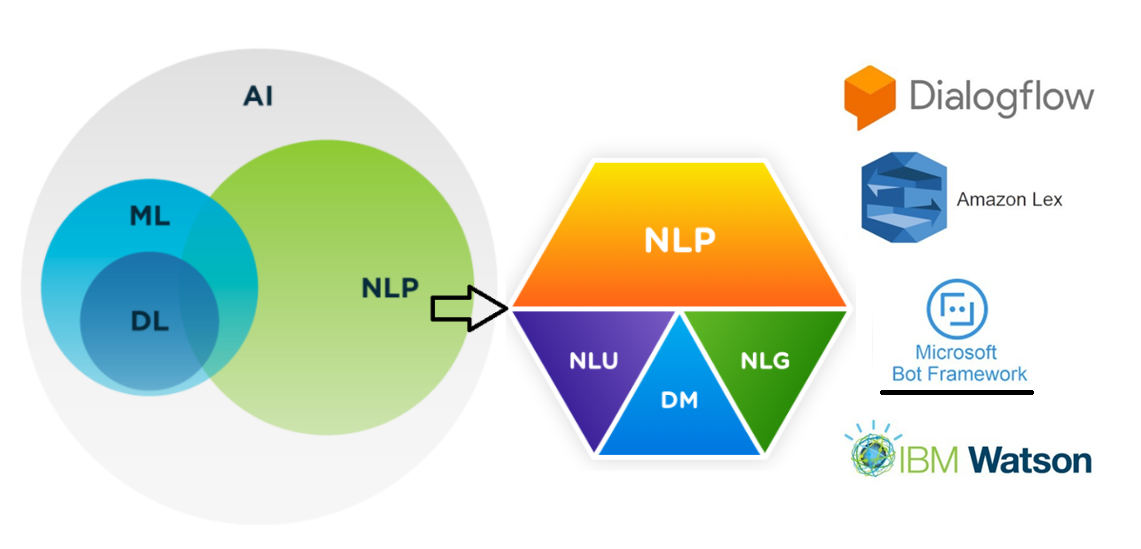 AI
ML
DL
NLP
NLP
NLU
DM
NLG
Dialogflow
Amazon Lex
Microsoft
Bot Framework
IBM Watson